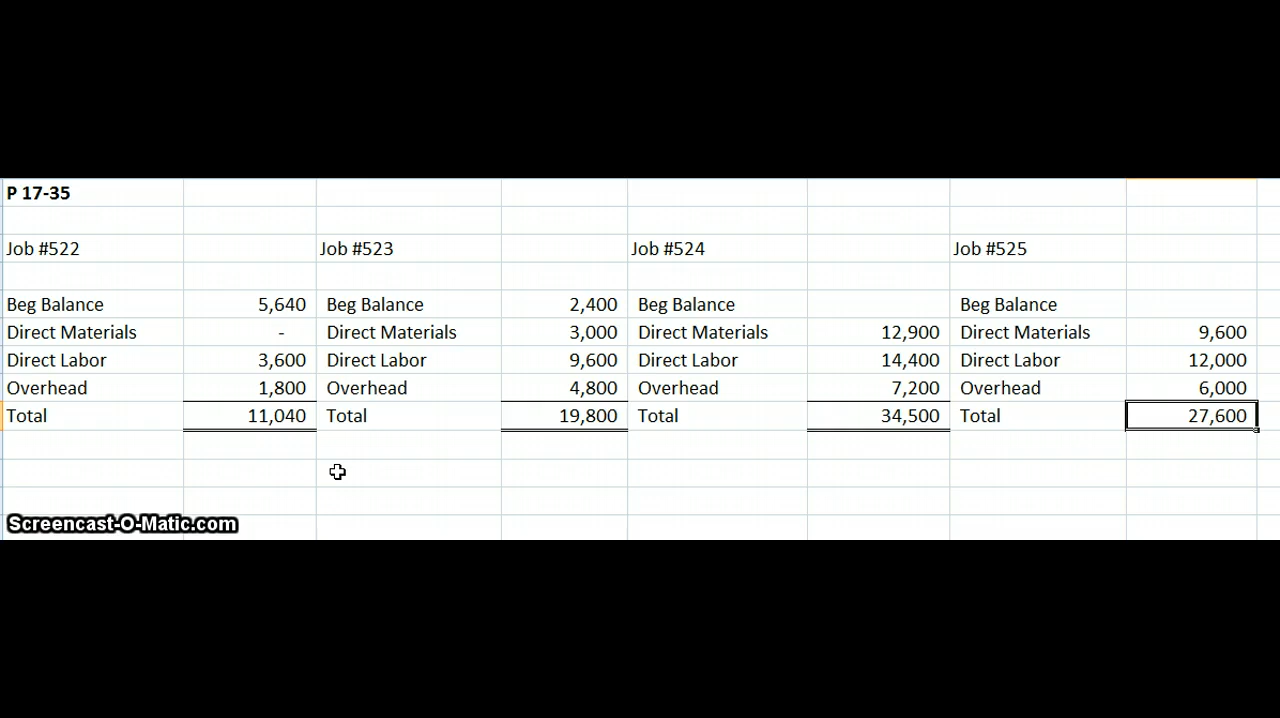 P 17-35
Job #522 Job #523 Job #524 Job #525
Beg Balance 5,640 Beg Balance 2,400 Beg Balance Beg Balance
Direct Materials - Direct Materials 3,000 Direct Materials 12,900 Direct Materials 9,600
Direct Labor 3,600 Direct Labor 9,600 Direct Labor 14,400 Direct Labor 12,000
Overhead 1,800 Overhead 4,800 Overhead 7,200 Overhead 6,000
Total 11,040 Total 19,800 Total 34,500 Total 27,600
Screencast-O-Matic.com